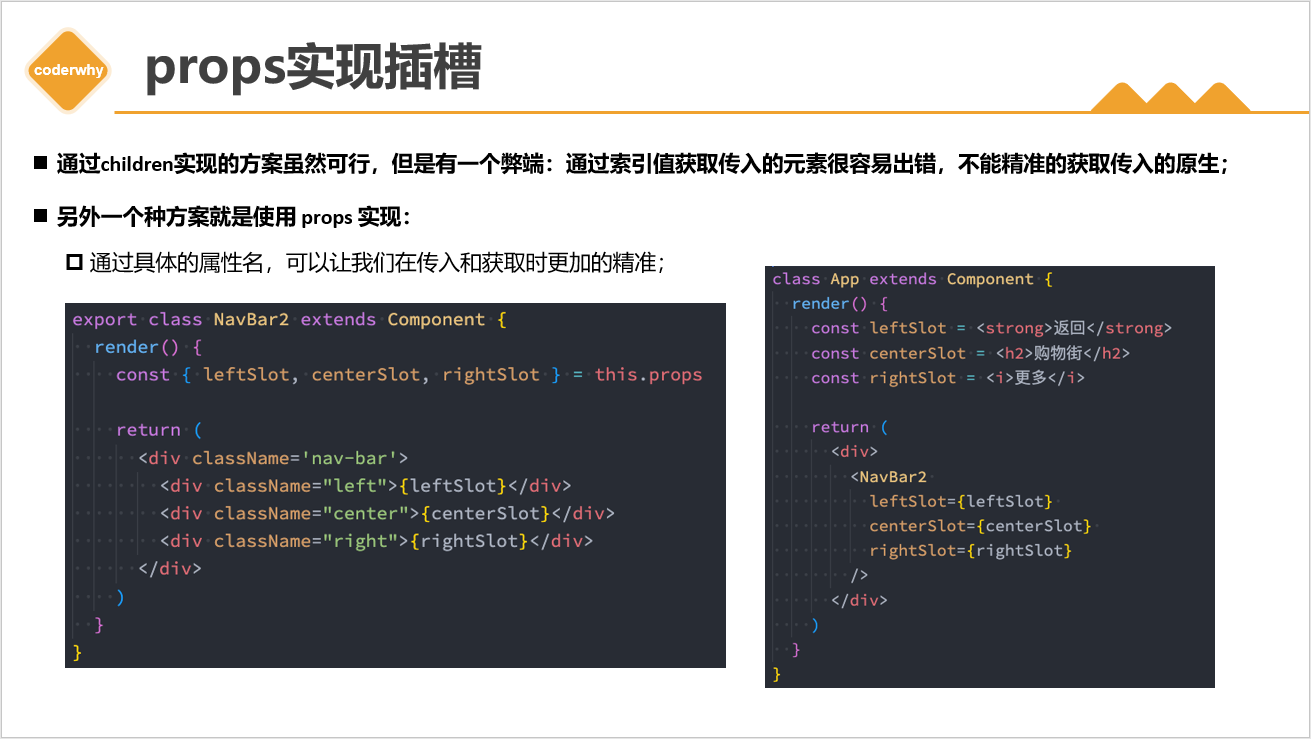 coderwhy
props实现插槽
通过children实现的方案虽然可行，但是有一个弊端：通过索引值获取传入的元素很容易出错，不能精准的获取传入的原生；
另外一个种方案就是使用 props 实现：
通过具体的属性名，可以让我们在传入和获取时更加的精准；
export class NavBar2 extends Component {
  render() {
    const { leftSlot, centerSlot, rightSlot } = this.props

    return (
      <div className='nav-bar'>
        <div className="left">{leftSlot}</div>
        <div className="center">{centerSlot}</div>
        <div className="right">{rightSlot}</div>
      </div>
    )
  }
}
class App extends Component {
  render() {
    const leftSlot = <strong>返回</strong>
    const centerSlot = <h2>购物街</h2>
    const rightSlot = <i>更多</i>

    return (
      <div>
        <NavBar2
          leftSlot={leftSlot}
          centerSlot={centerSlot}
          rightSlot={rightSlot}
        />
      </div>
    )
  }
}